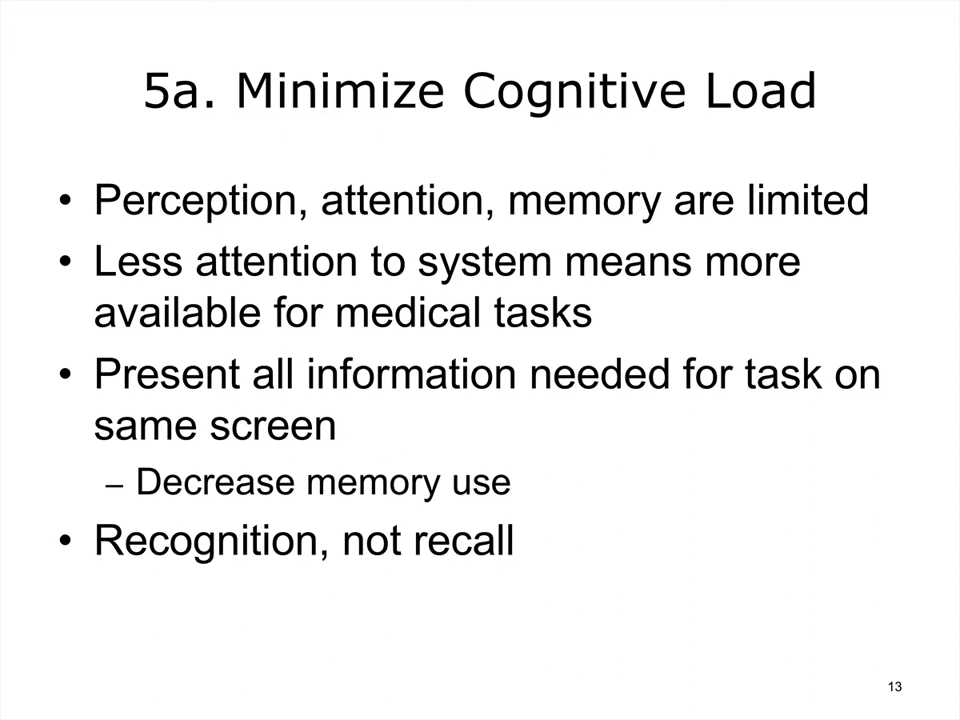 5a. Minimize Cognitive Load
• Perception, attention, memory are limited
• Less attention to system means more
available for medical tasks
• Present all information needed for task on
same screen
– Decrease memory use
• Recognition, not recall
13